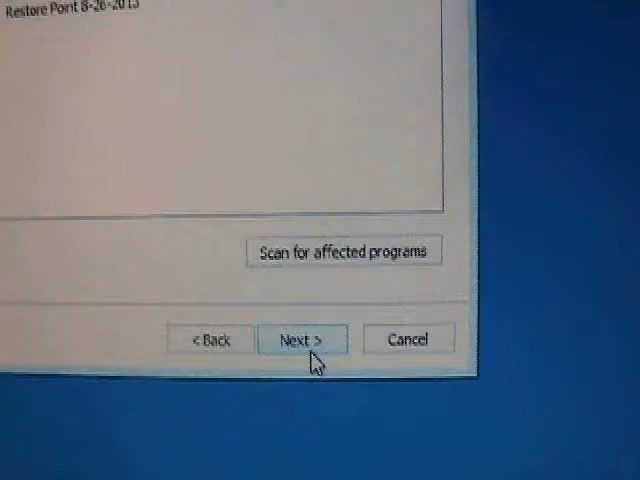 Restore Point 8-26-2013
Scan for affected programs
< Back
Next >
Cancel